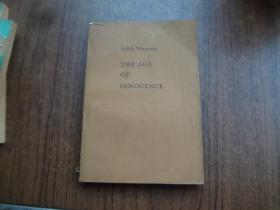 Edith Wharton
THE AGE
OF
INNOCENCE